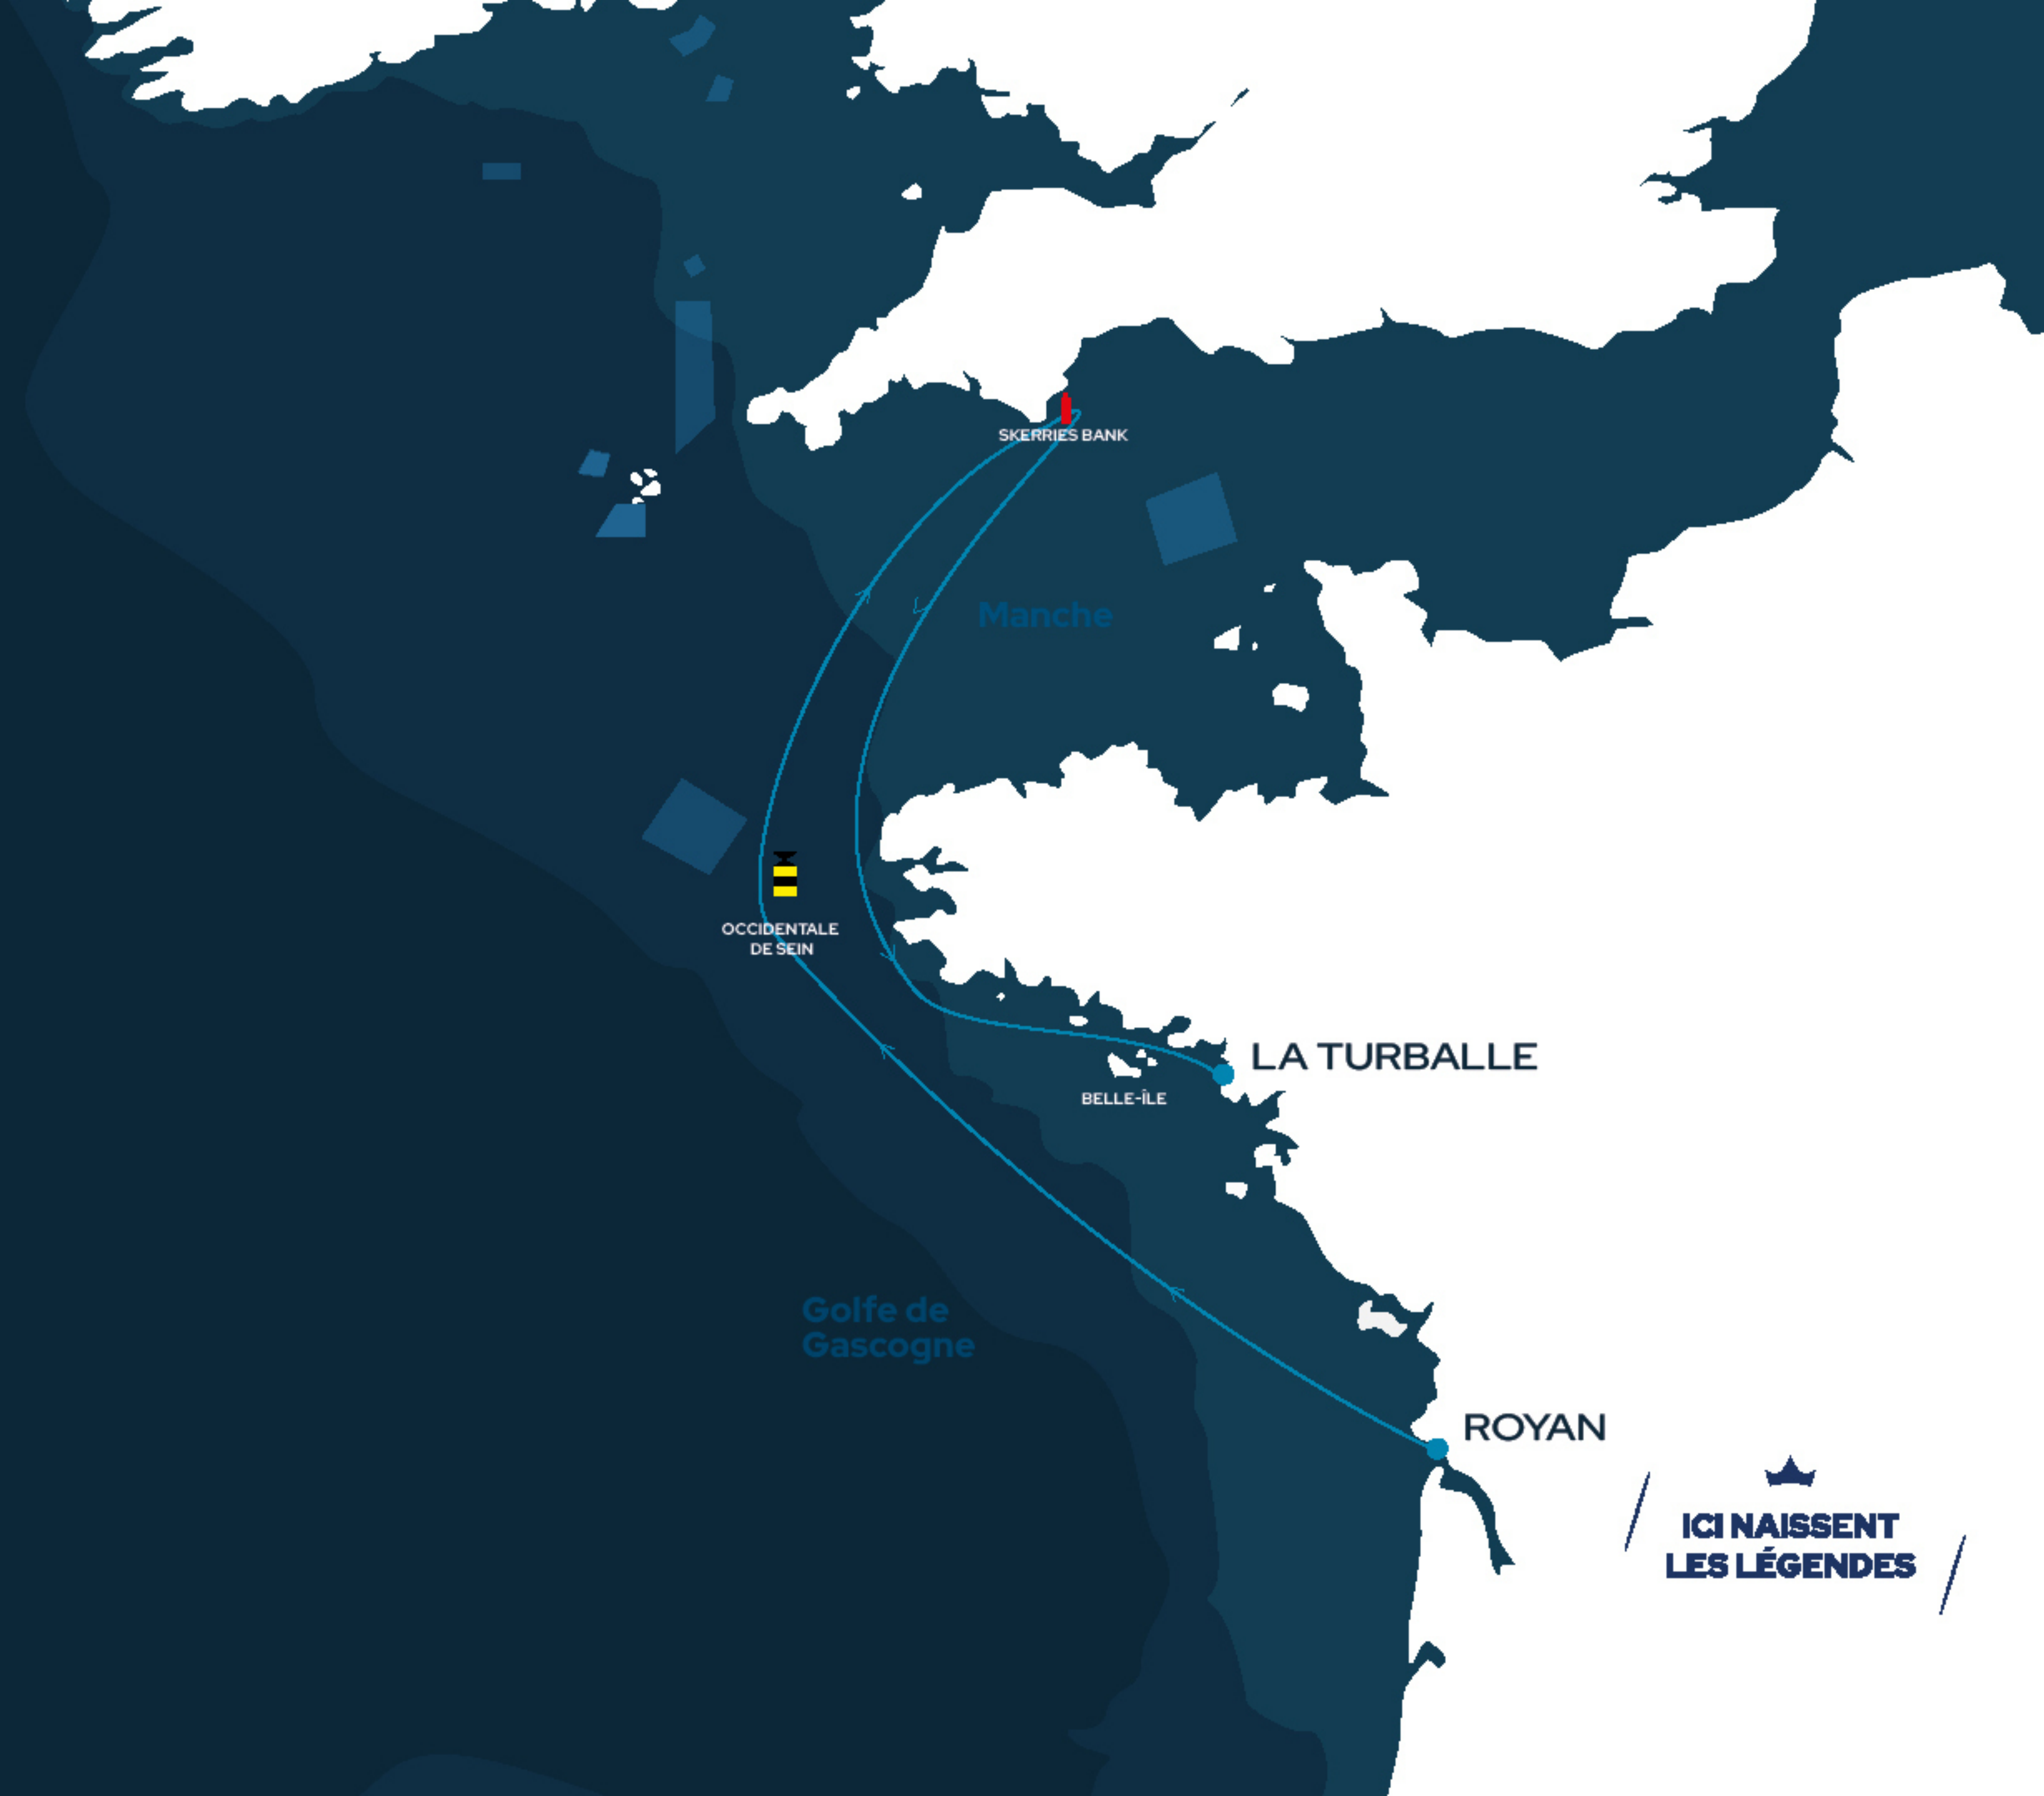 SKERRIES BANK
Manche
OCCIDENTALE
DE SEIN
LA TURBALLE
BELLE-ÎLE
Golfe de
Gascogne
ROYAN
ICI NAISSENT
LES LÉGENDES